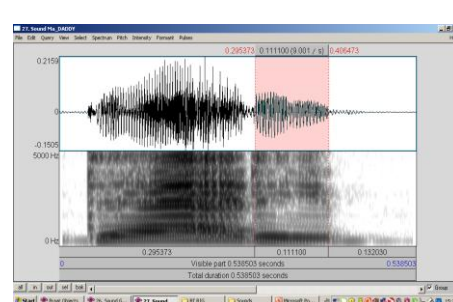 27. Sound Ma_DADDY
File Edit Query View Select Spectrum Pitch Intensity Formant Pulses
0.295373 0.111100 (9.001 / s) 0.406473
0.2159
0
-0.1505
5000 Hz
0 Hz
0.295373 0.111100 0.132030
0 Visible part 0.538503 seconds 0.538503
Total duration 0.538503 seconds
all in out sel Group
Start Praat Objects 27. Sound